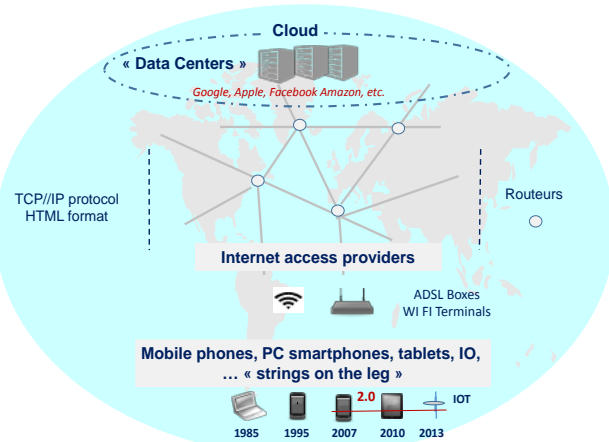 Cloud
« Data Centers »
Google, Apple, Facebook Amazon, etc.
TCP//IP protocol
HTML format
Routeurs
Internet access providers
ADSL Boxes
WI FI Terminals
Mobile phones, PC smartphones, tablets, IO,
… « strings on the leg »
2.0
IOT
1985 1995 2007 2010 2013